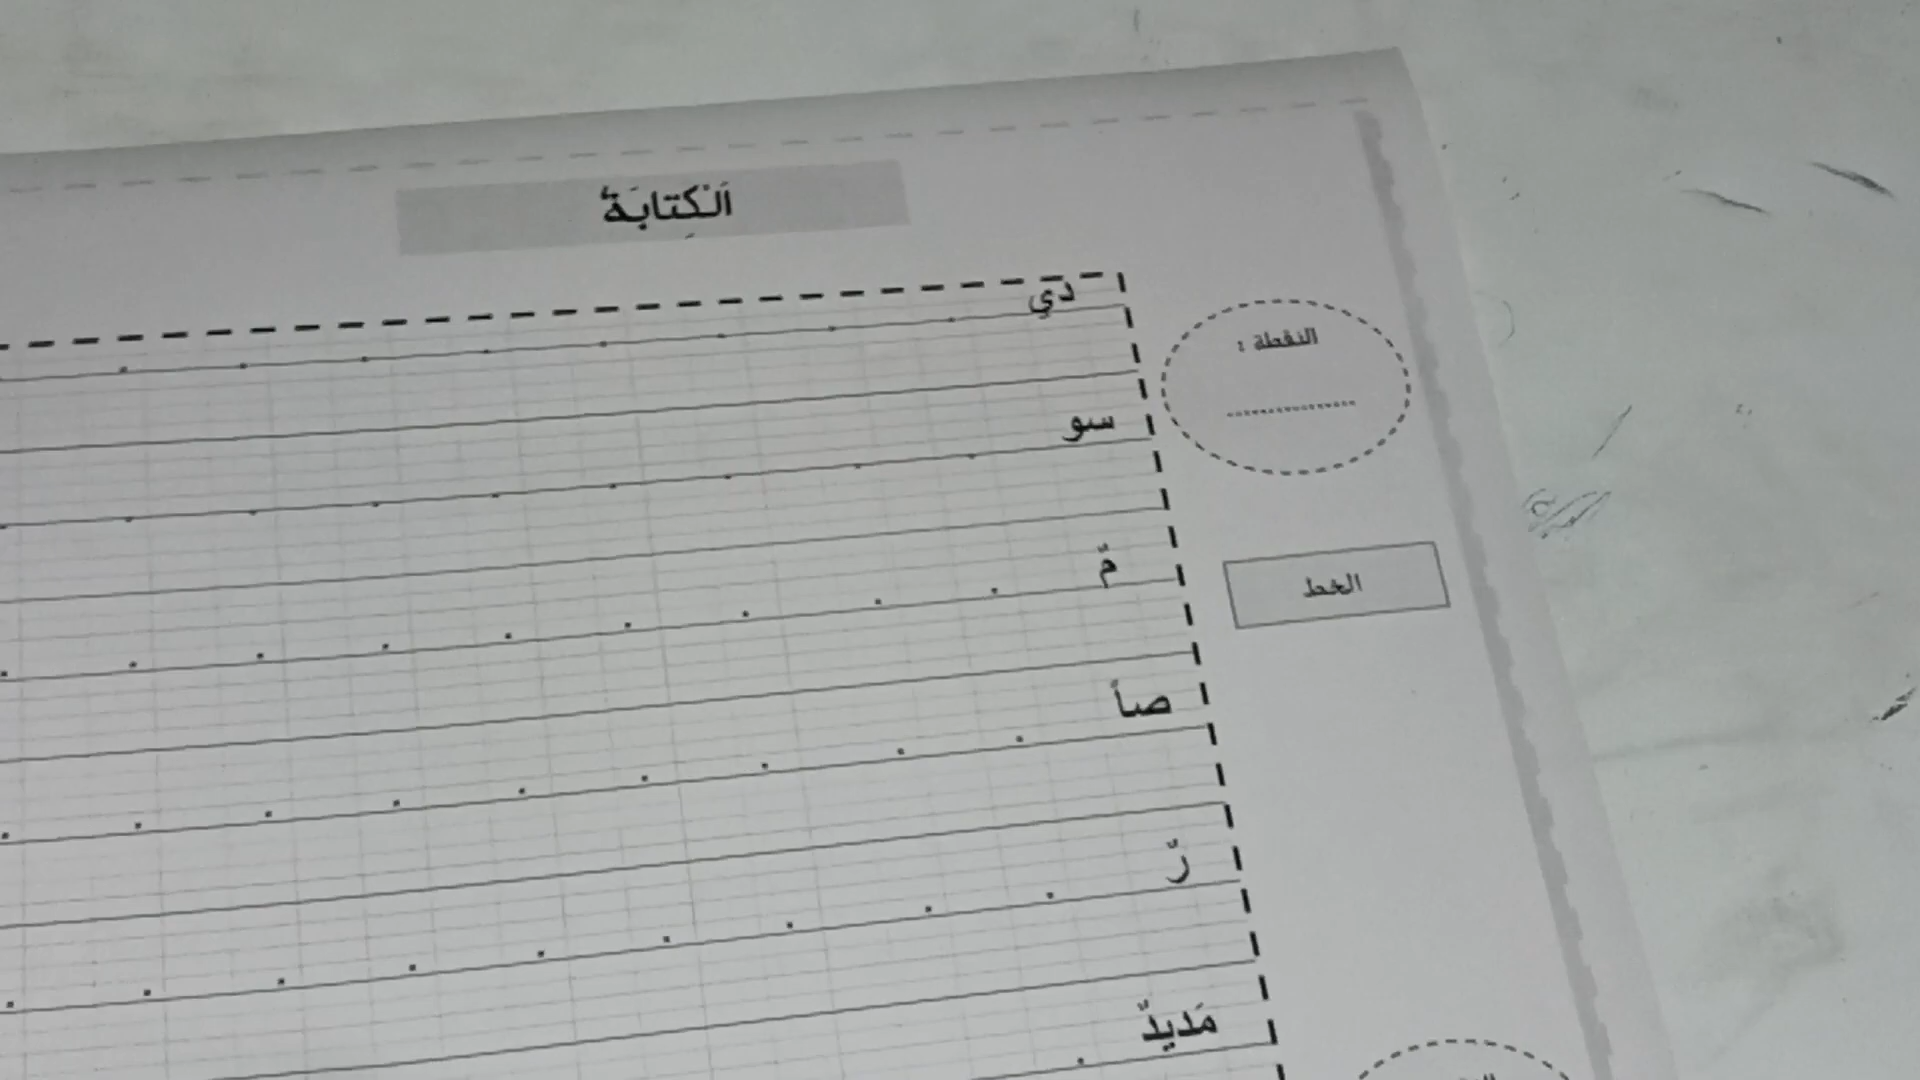 اَلْكِتابَةُ
دي
النقطة :
سو
مّ
الخط
صاً
رّ
مَديدّ